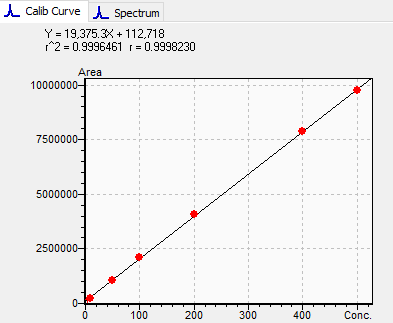 Calib Curve Spectrum
Y = 19,375.3X + 112,718
r^2 = 0.9996461 r = 0.9998230
Area
10000000
7500000
5000000
2500000
0
0 100 200 300 400 Conc.